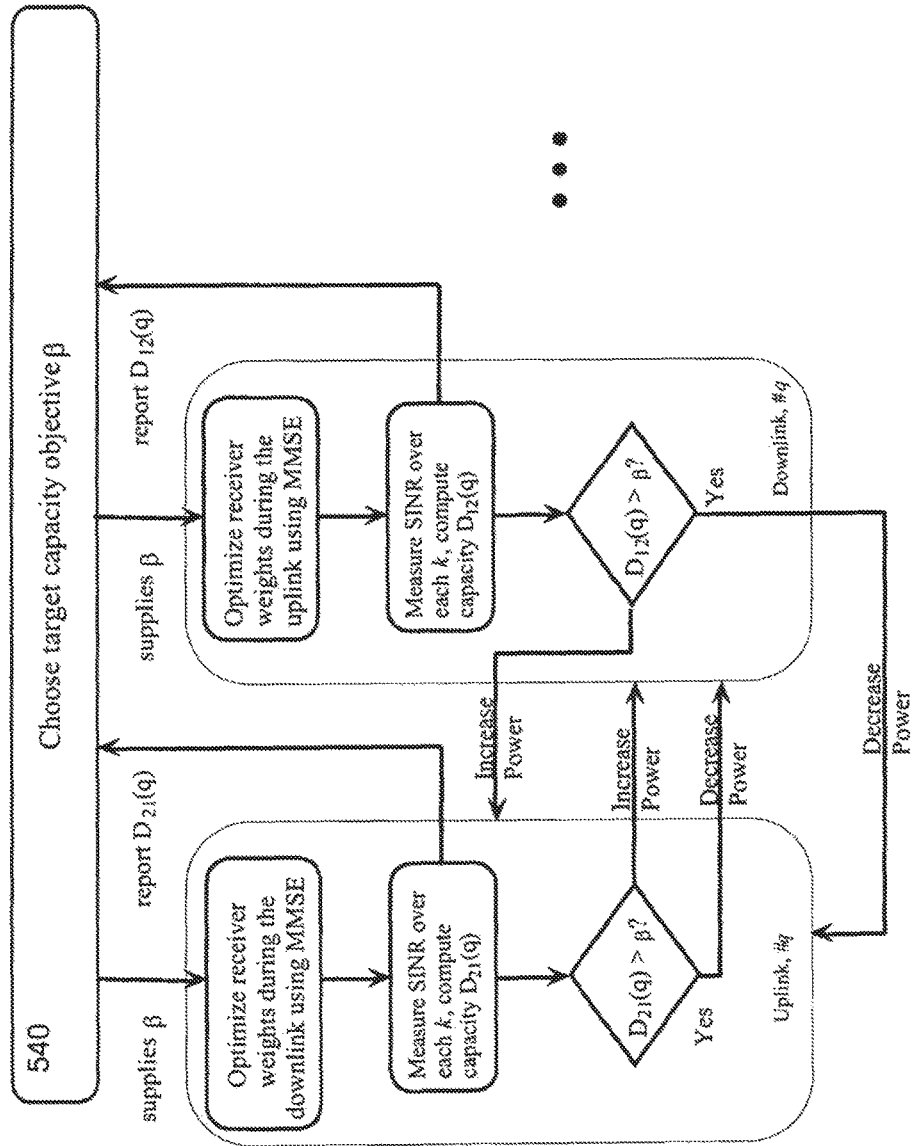 540
Choose target capacity objective β
supplies β
report D21(q)
supplies β
report D12(q)
Optimize receiver
weights during the
downlink using MMSE
Measure SINR over
each k, compute
capacity D21(q)
D21(q) > β?
Yes
Uplink, #q
Increase
Power
Increase
Power
Decrease
Power
Optimize receiver
weights during the
uplink using MMSE
Measure SINR over
each k, compute
capacity D12(q)
D12(q) > β?
Yes
Downlink, #q
Decrease
Power